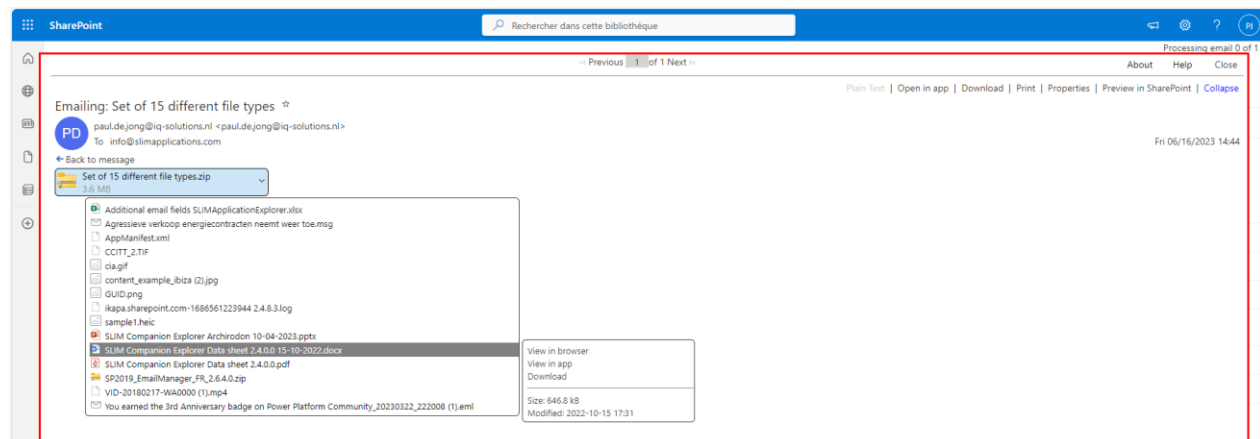 SharePoint
Rechercher dans cette bibliothèque
PJ
Processing email 0 of 1
Previous 1 of 1 Next
About Help Close
Plain Text | Open in app | Download | Print | Properties | Preview in SharePoint | Collapse
Emailing: Set of 15 different file types
PD
paul.de.jong@iq-solutions.nl <paul.de.jong@iq-solutions.nl>
To info@slimapplications.com
Fri 06/16/2023 14:44
Back to message
Set of 15 different file types.zip
3.6 MB
Additional email fields SLIMApplicationExplorer.xlsx
Agressieve verkoop energiecontracten neemt weer toe.msg
AppManifest.xml
CCITT_2.TIF
cia.gif
content_example_ibiza (2).jpg
GUID.png
ikapa.sharepoint.com-1686561223944 2.4.8.3.log
sample1.heic
SLIM Companion Explorer Archirodon 10-04-2023.pptx
SLIM Companion Explorer Data sheet 2.4.0.0 15-10-2022.docx
SLIM Companion Explorer Data sheet 2.4.0.0.pdf
SP2019_EmailManager_FR_2.6.4.0.zip
VID-20180217-WA0000 (1).mp4
You earned the 3rd Anniversary badge on Power Platform Community_20230322_222008 (1).eml
View in browser
View in app
Download
Size: 646.8 kB
Modified: 2022-10-15 17:31